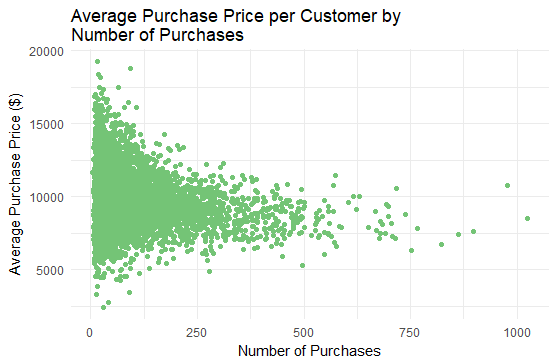 Average Purchase Price per Customer by
Number of Purchases
Average Purchase Price ($)
20000
15000
10000
5000
0
250
500
750
1000
Number of Purchases